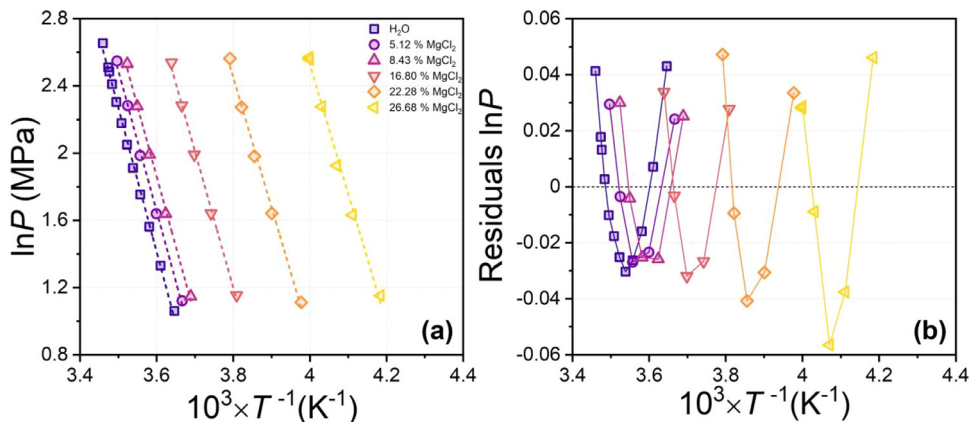 2.8
2.4
2
1.6
1.2
0.8
lnP (MPa)
H₂O
5.12 % MgCl₂
8.43 % MgCl₂
16.80 % MgCl₂
22.28 % MgCl₂
26.68 % MgCl₂
(a)
3.4 3.6 3.8 4 4.2 4.4
10³×T ⁻¹(K⁻¹)
0.06
0.04
0.02
0
-0.02
-0.04
-0.06
Residuals lnP
(b)
3.4 3.6 3.8 4 4.2 4.4
10³×T ⁻¹(K⁻¹)